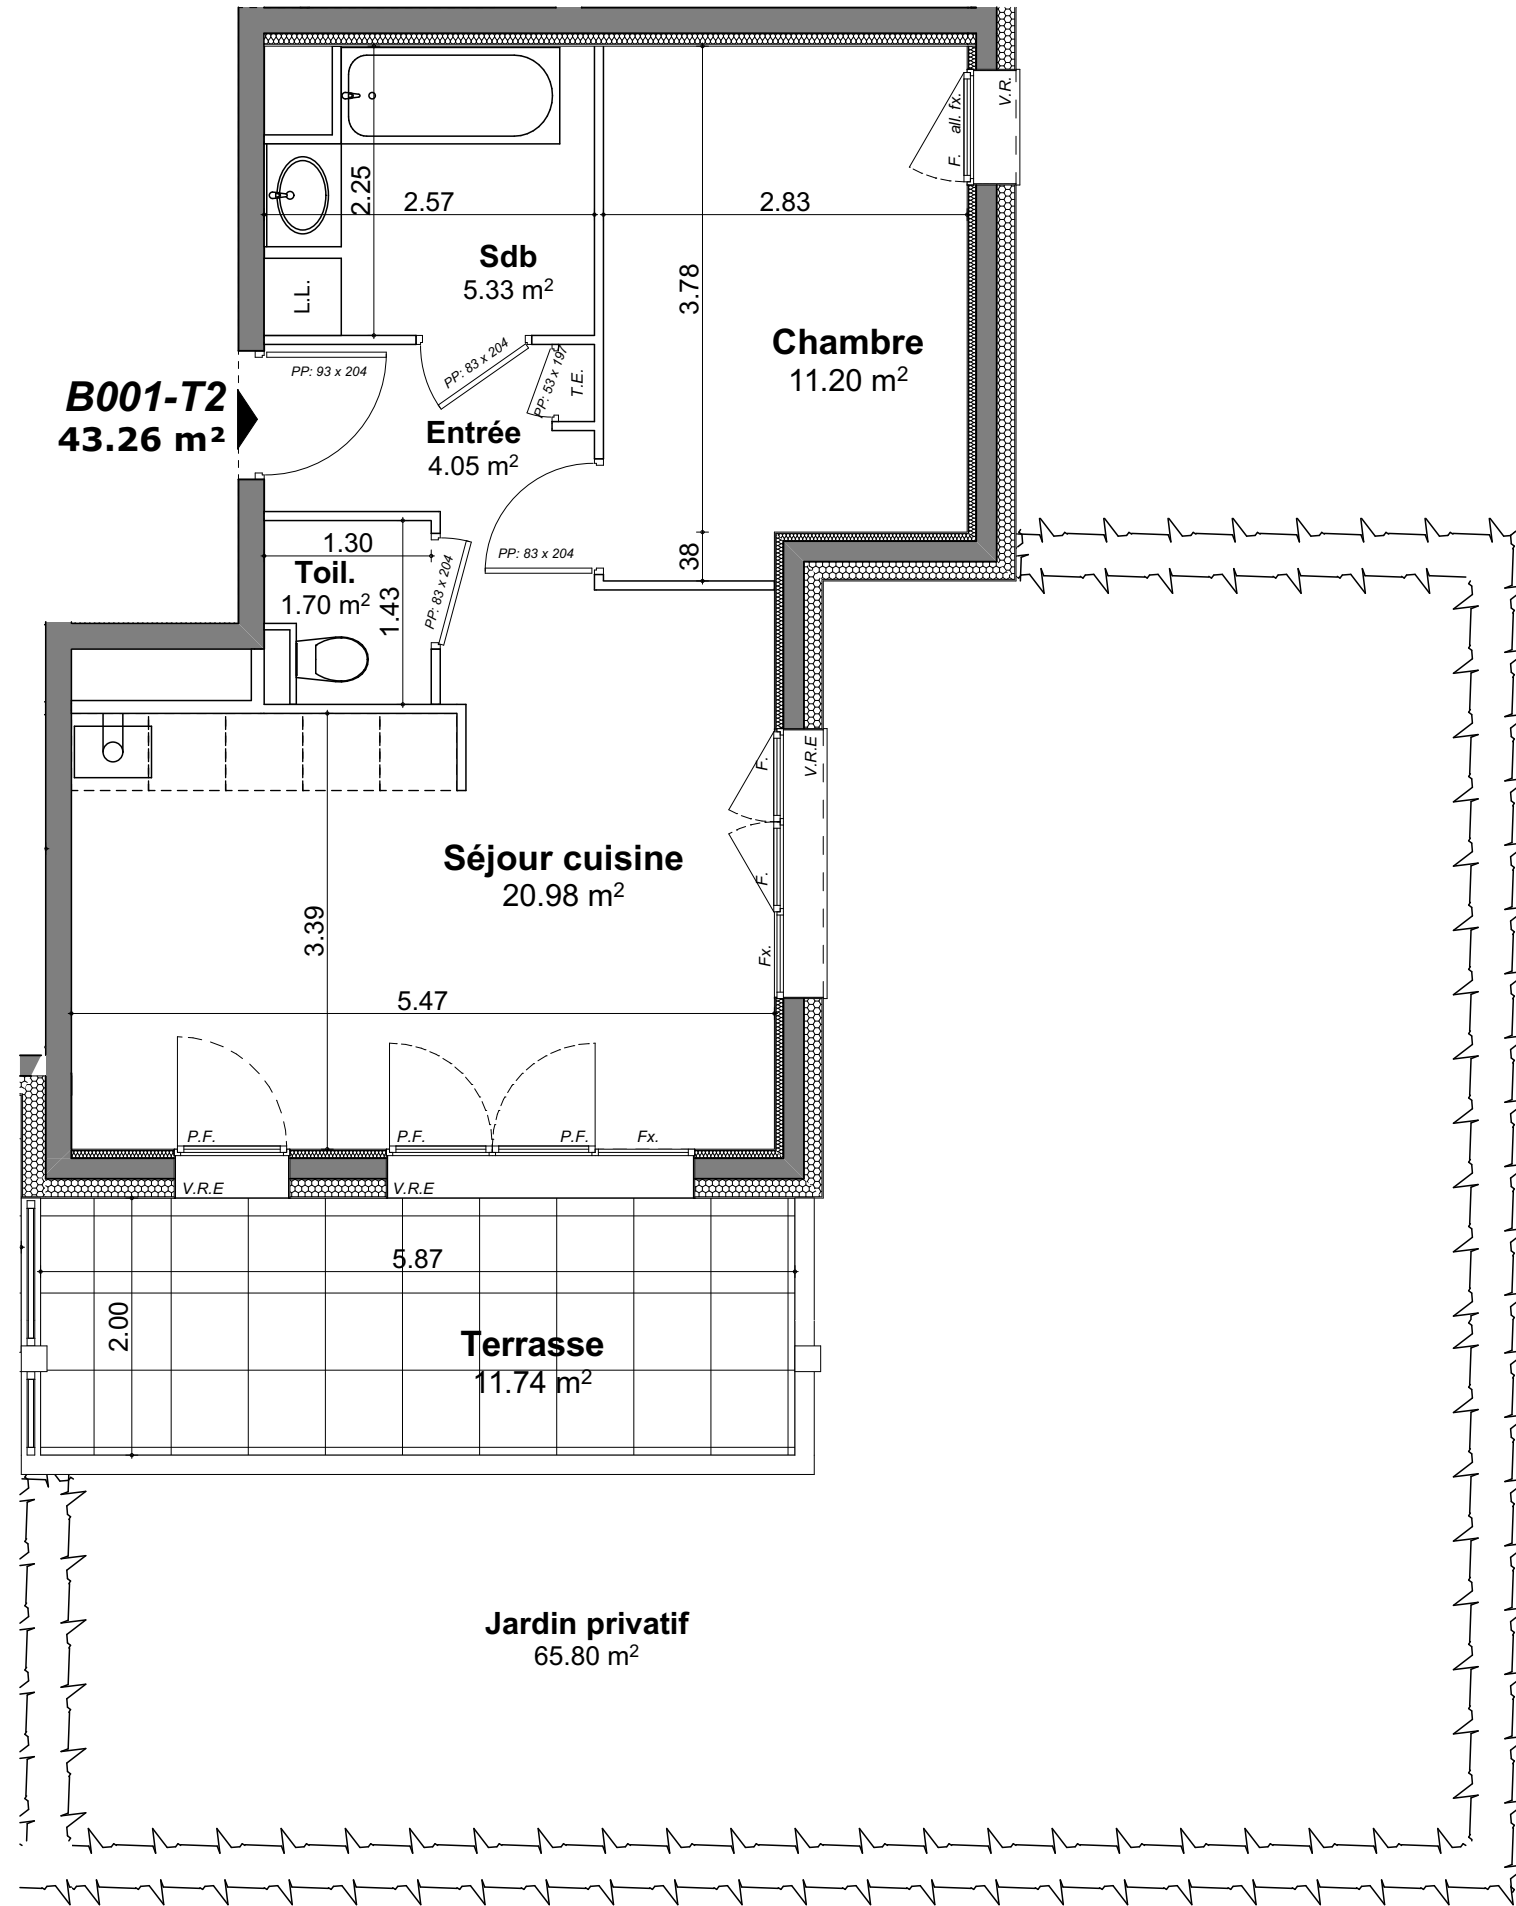 V.R.
all. fx.
F.
2.25
2.57
2.83
Sdb
5.33 m²
3.78
L.L.
Chambre
11.20 m²
PP: 93 x 204
PP: 83 x 204
PP: 53 x 197
T.E.
B001-T2
43.26 m²
Entrée
4.05 m²
1.30
PP: 83 x 204
38
Toil.
1.70 m²
1.43
PP: 83 x 204
F.
V.R.E
Séjour cuisine
20.98 m²
F.
3.39
Fx.
5.47
P.F.
P.F.
P.F.
Fx.
V.R.E
V.R.E
5.87
2.00
Terrasse
11.74 m²
Jardin privatif
65.80 m²